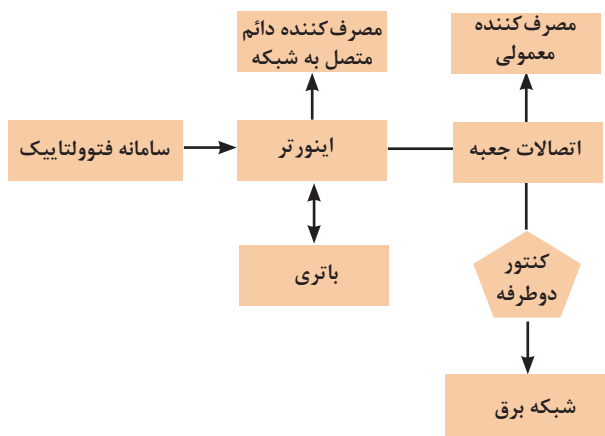 مصرف‌کننده
معمولی
مصرف‌کننده دائم
متصل به شبکه
اتصالات جعبه
اینورتر
سامانه فتوولتاییک
کنتور
دوطرفه
باتری
شبکه برق